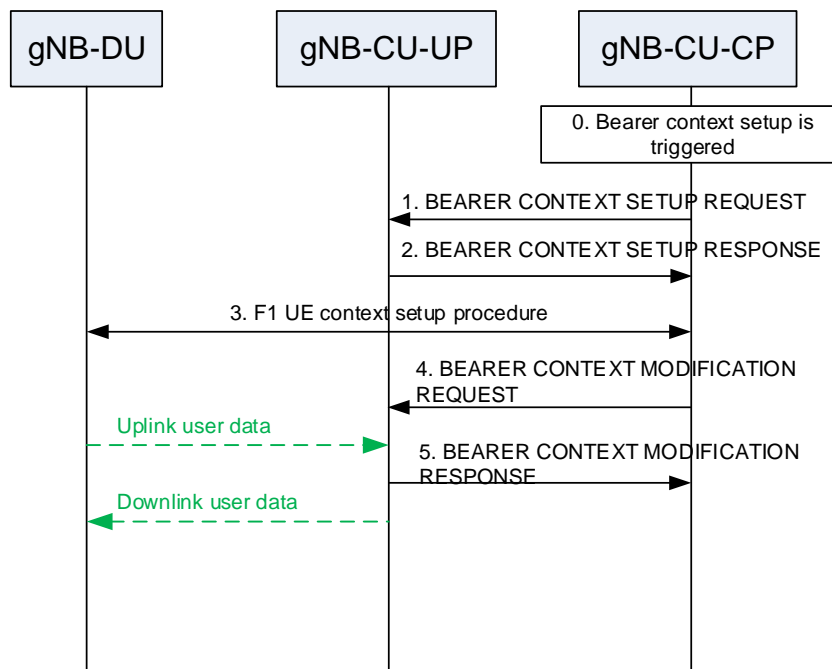 gNB-DU
gNB-CU-UP
gNB-CU-CP
0. Bearer context setup is
triggered
1. BEARER CONTEXT SETUP REQUEST
2. BEARER CONTEXT SETUP RESPONSE
3. F1 UE context setup procedure
4. BEARER CONTEXT MODIFICATION
REQUEST
Uplink user data
5. BEARER CONTEXT MODIFICATION
RESPONSE
Downlink user data